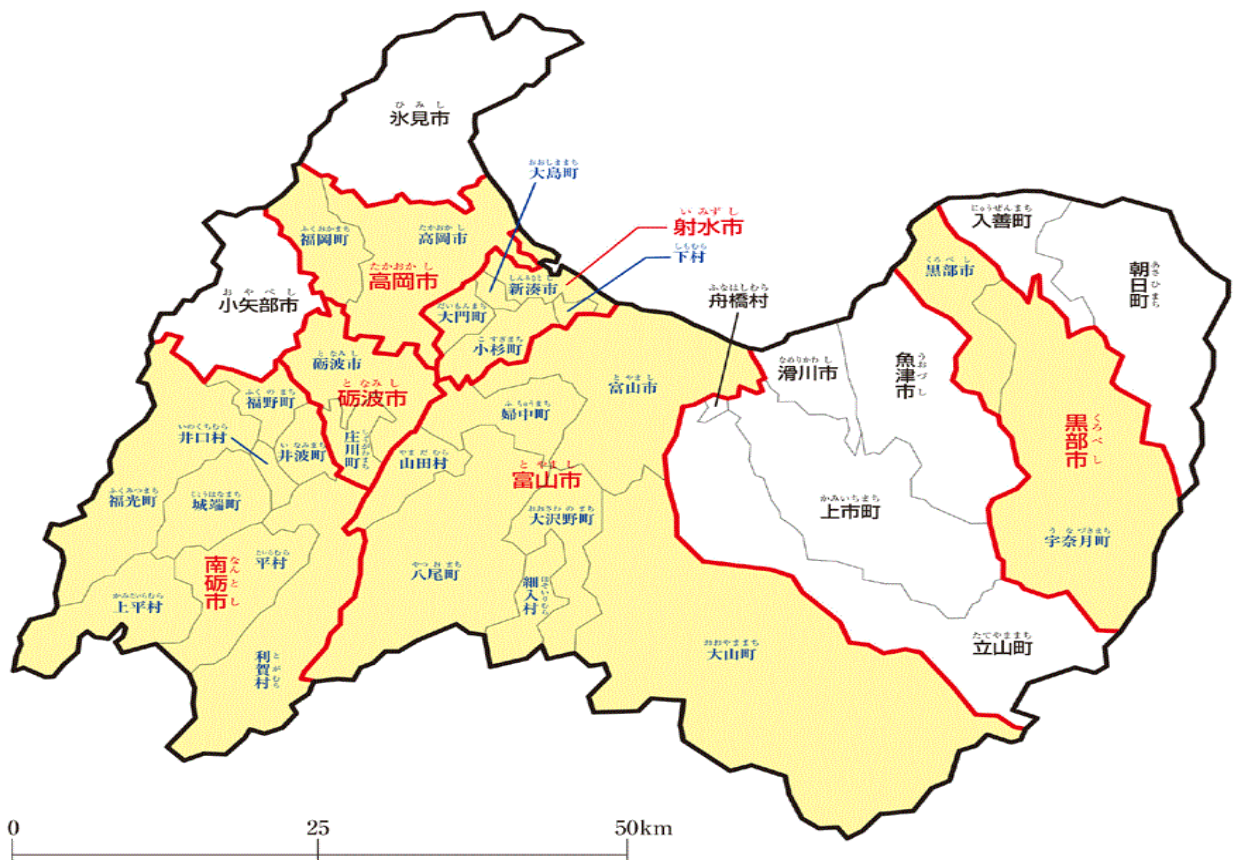 ひみし
氷見市
おおしままち
大島町
いみずし
射水市
しもむら
下村
ふくおかまち
福岡町
たかおかし
高岡市
たかおかし
高岡市
しんみなとし
新湊市
だいもんまち
大門町
こすぎまち
小杉町
おやべし
小矢部市
ふなはしむら
舟橋村
にゅうぜんまち
入善町
あさひまち
朝日町
くろべし
黒部市
なめりかわし
滑川市
うおづし
魚津市
となみし
砺波市
となみし
砺波市
とやまし
富山市
ふくのまち
福野町
ふちゅうまち
婦中町
いのくちむら
井口村
いなみまち
井波町
しょうがわまち
庄川町
やまだむら
山田村
とやまし
富山市
くろべし
黒部市
ふくみつまち
福光町
じょうはなまち
城端町
おおさわのまち
大沢野町
かみいちまち
上市町
うなづきまち
宇奈月町
なんとし
南砺市
たいらむら
平村
やつおまち
八尾町
ほそいりむら
細入村
かみたいらむら
上平村
たてやままち
立山町
とがむら
利賀村
おおやままち
大山町
0 25 50km